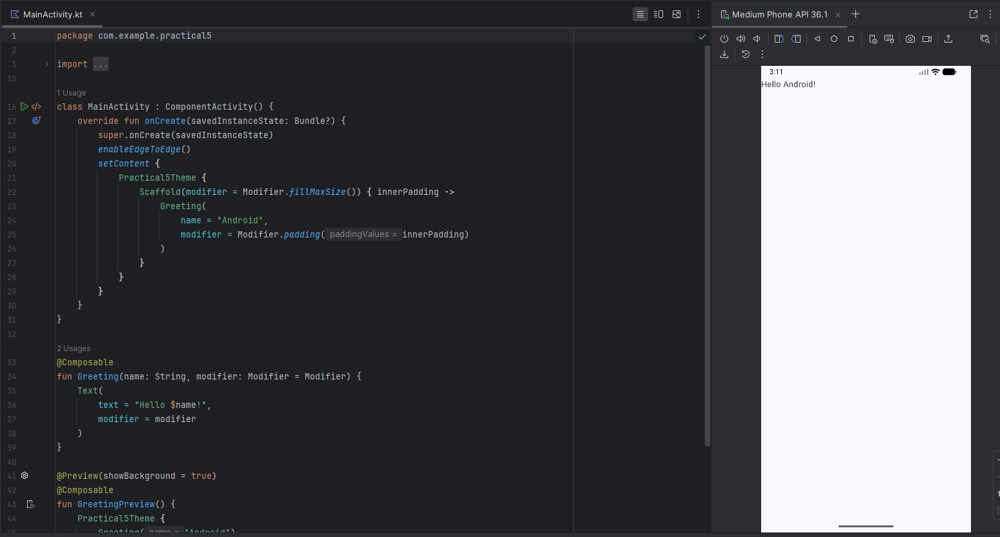 MainActivity.kt
Medium Phone API 36.1
1 package com.example.practical5
2
3 import ...
15
1 Usage
16 class MainActivity : ComponentActivity() {
17 override fun onCreate(savedInstanceState: Bundle?) {
18 super.onCreate(savedInstanceState)
19 enableEdgeToEdge()
20 setContent {
21 Practical5Theme {
22 Scaffold(modifier = Modifier.fillMaxSize()) { innerPadding ->
23 Greeting(
24 name = "Android",
25 modifier = Modifier.padding( paddingValues = innerPadding)
26 )
27 }
28 }
29 }
30 }
31 }
32
2 Usages
33 @Composable
34 fun Greeting(name: String, modifier: Modifier = Modifier) {
35 Text(
36 text = "Hello $name!",
37 modifier = modifier
38 )
39 }
40
41 @Preview(showBackground = true)
42 @Composable
43 fun GreetingPreview() {
44 Practical5Theme {
45 Greeting( name = "Android")
3:11
Hello Android!